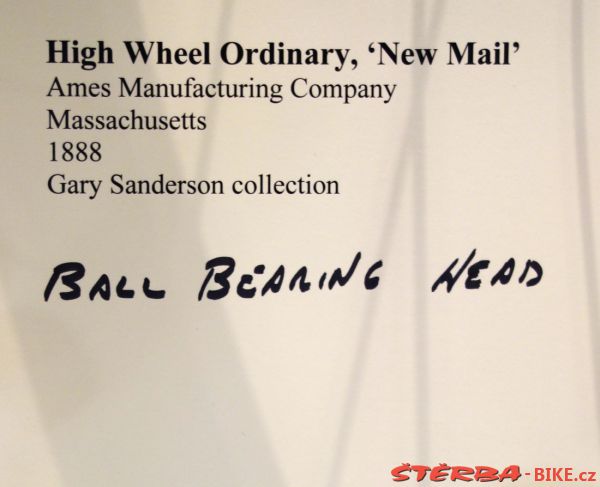 High Wheel Ordinary, ‘New Mail’
Ames Manufacturing Company
Massachusetts
1888
Gary Sanderson collection
BALL BEARING HEAD
ŠTĚRBA-BIKE.cz